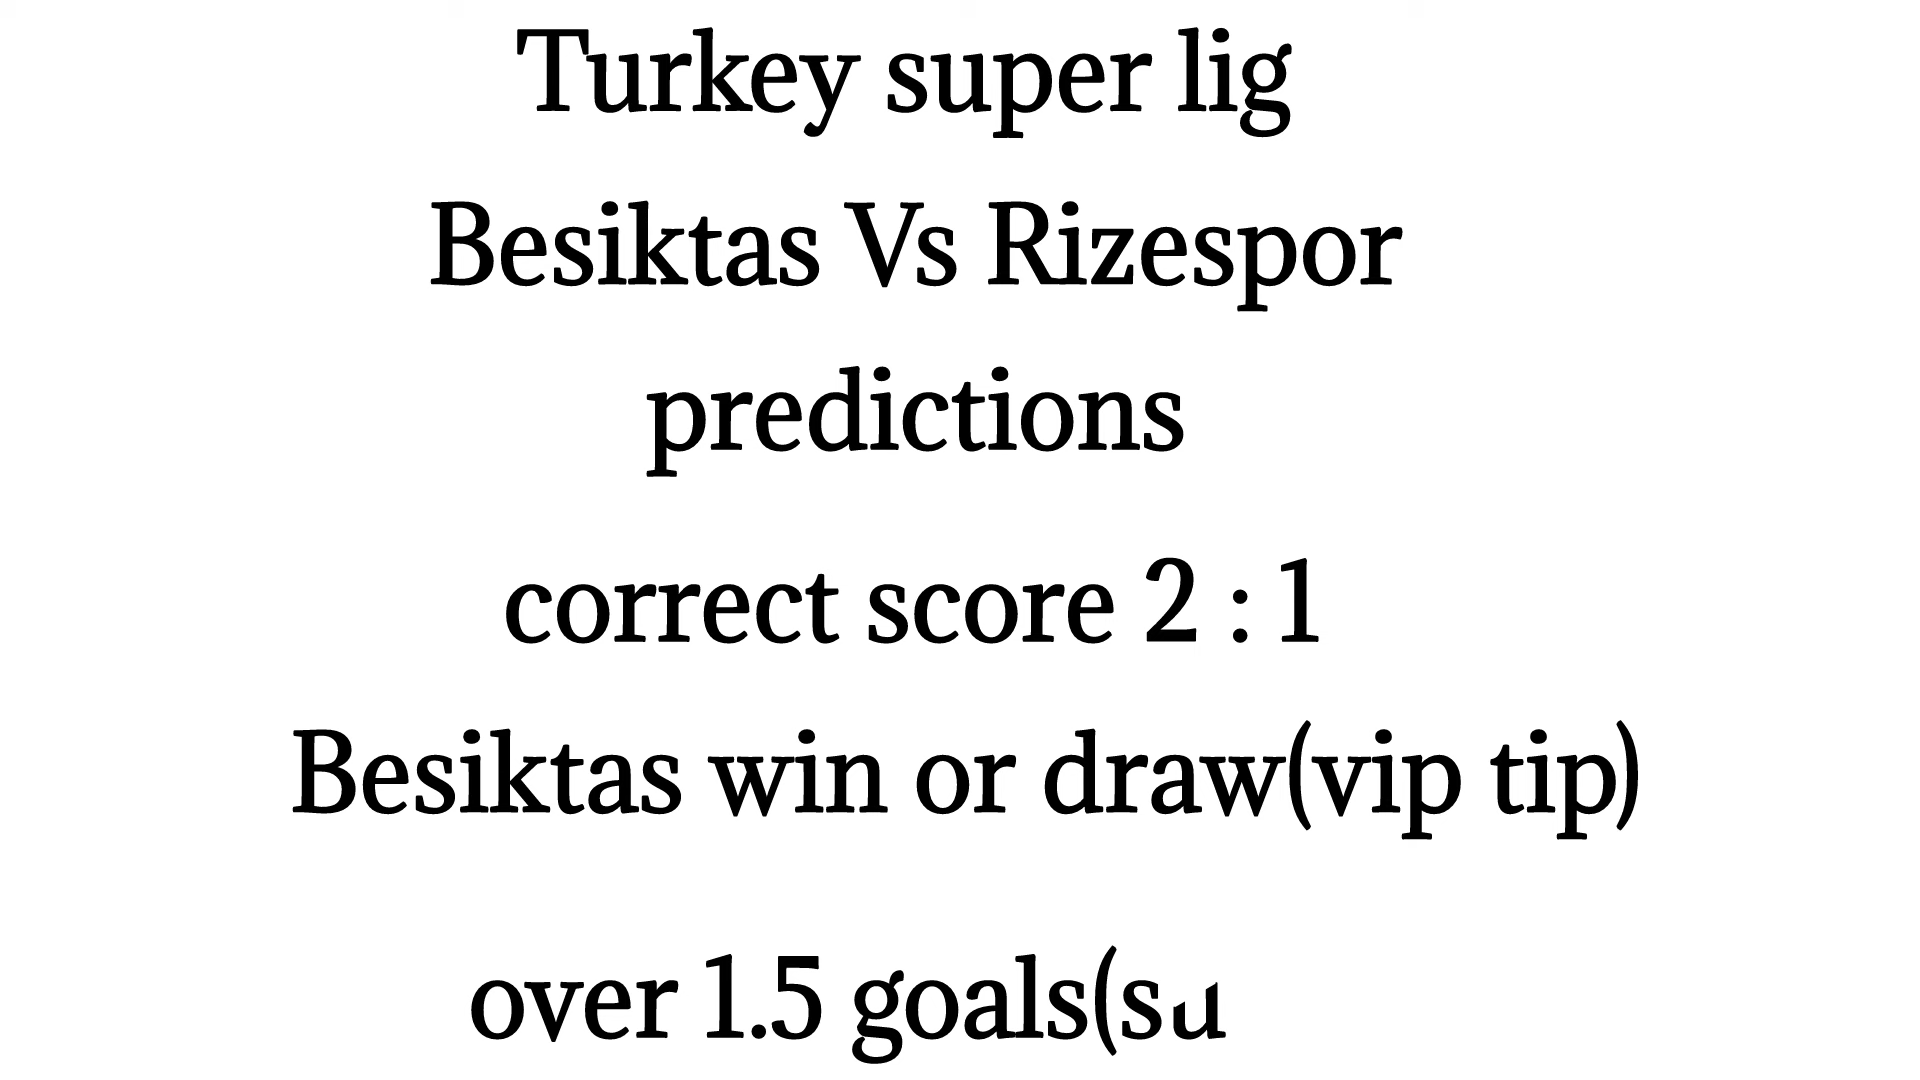 Turkey super lig
Besiktas Vs Rizespor
predictions
correct score 2 : 1
Besiktas win or draw(vip tip)
over 1.5 goals(su